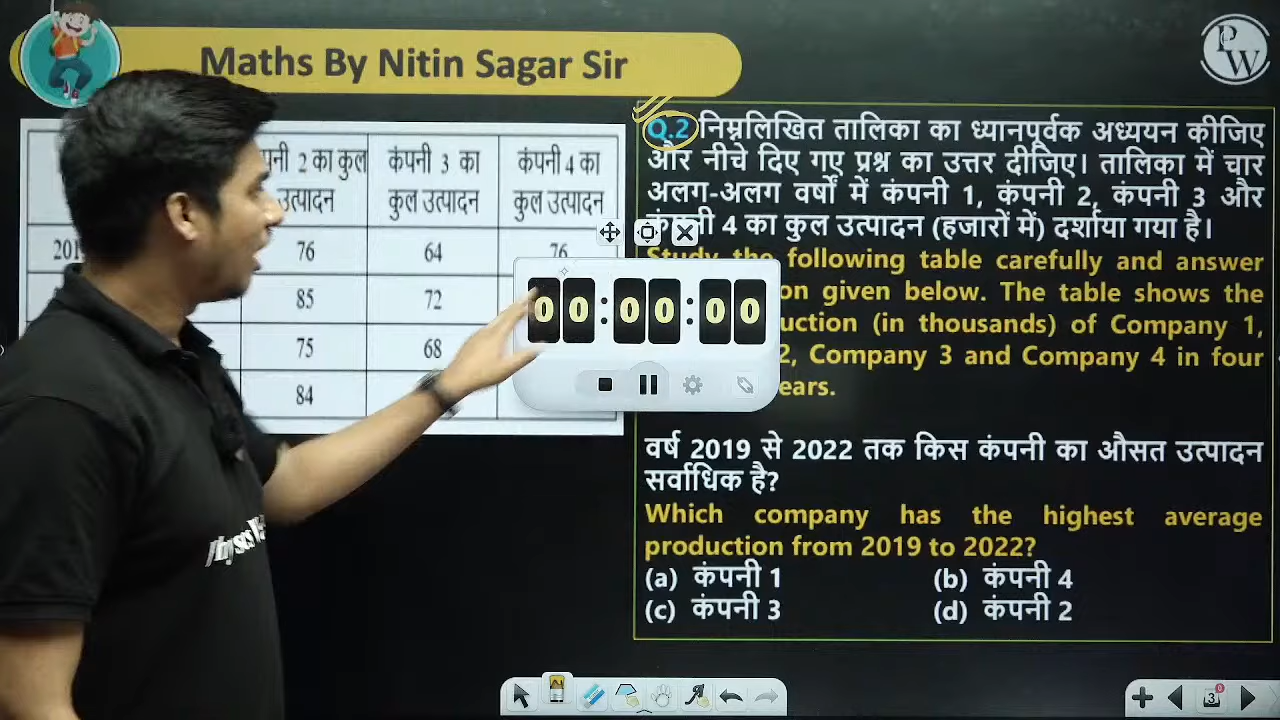 Maths By Nitin Sagar Sir
PW
Q.2 निम्नलिखित तालिका का ध्यानपूर्वक अध्ययन कीजिए
और नीचे दिए गए प्रश्न का उत्तर दीजिए। तालिका में चार
अलग-अलग वर्षों में कंपनी 1, कंपनी 2, कंपनी 3 और
4 का कुल उत्पादन (हजारों में) दर्शाया गया है।
Study the following table carefully and answer
on given below. The table shows the
uction (in thousands) of Company 1,
2, Company 3 and Company 4 in four
ears.
वर्ष 2019 से 2022 तक किस कंपनी का औसत उत्पादन
सर्वाधिक है?
Which company has the highest average
production from 2019 to 2022?
(a) कंपनी 1 (b) कंपनी 4
(c) कंपनी 3 (d) कंपनी 2
पनी 2 का कुल कंपनी 3 का कंपनी 4 का
उत्पादन कुल उत्पादन कुल उत्पादन
201 76 64 76
85 72
75 68
84
00:00:00
3